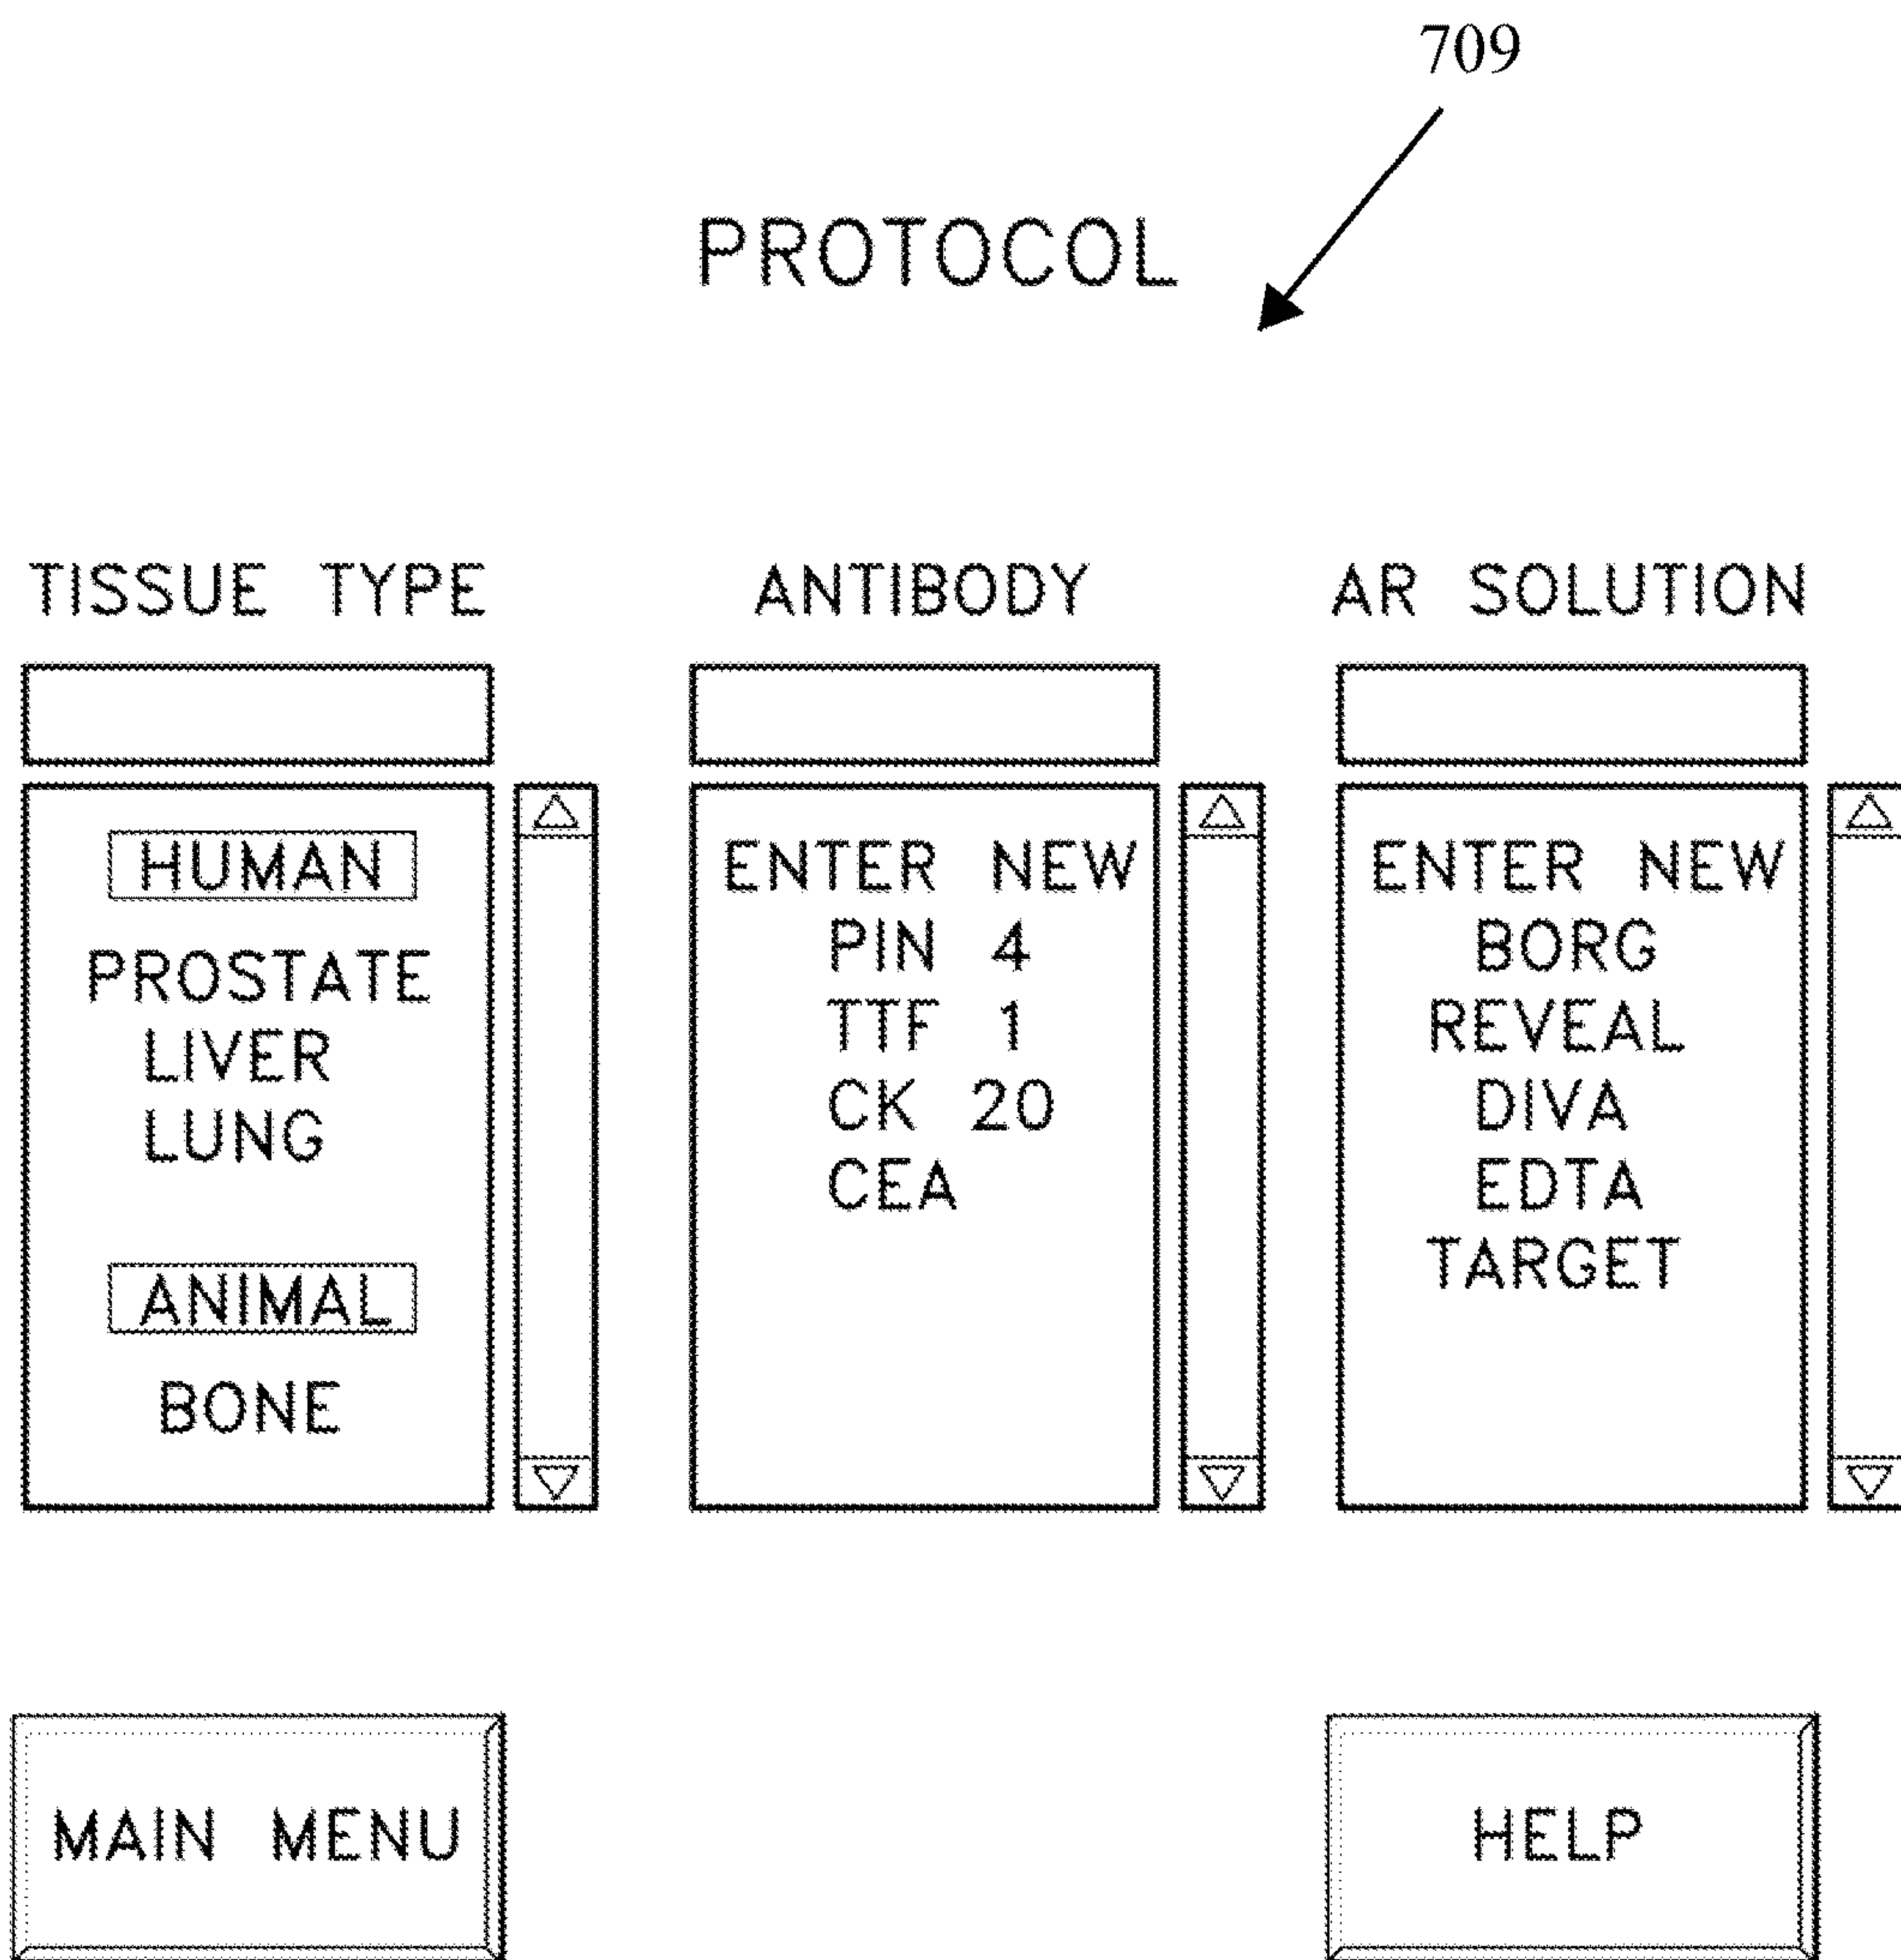 709
PROTOCOL
TISSUE TYPE
HUMAN
PROSTATE
LIVER
LUNG
ANIMAL
BONE
ANTIBODY
ENTER NEW
PIN 4
TTF 1
CK 20
CEA
AR SOLUTION
ENTER NEW
BORG
REVEAL
DIVA
EDTA
TARGET
MAIN MENU
HELP